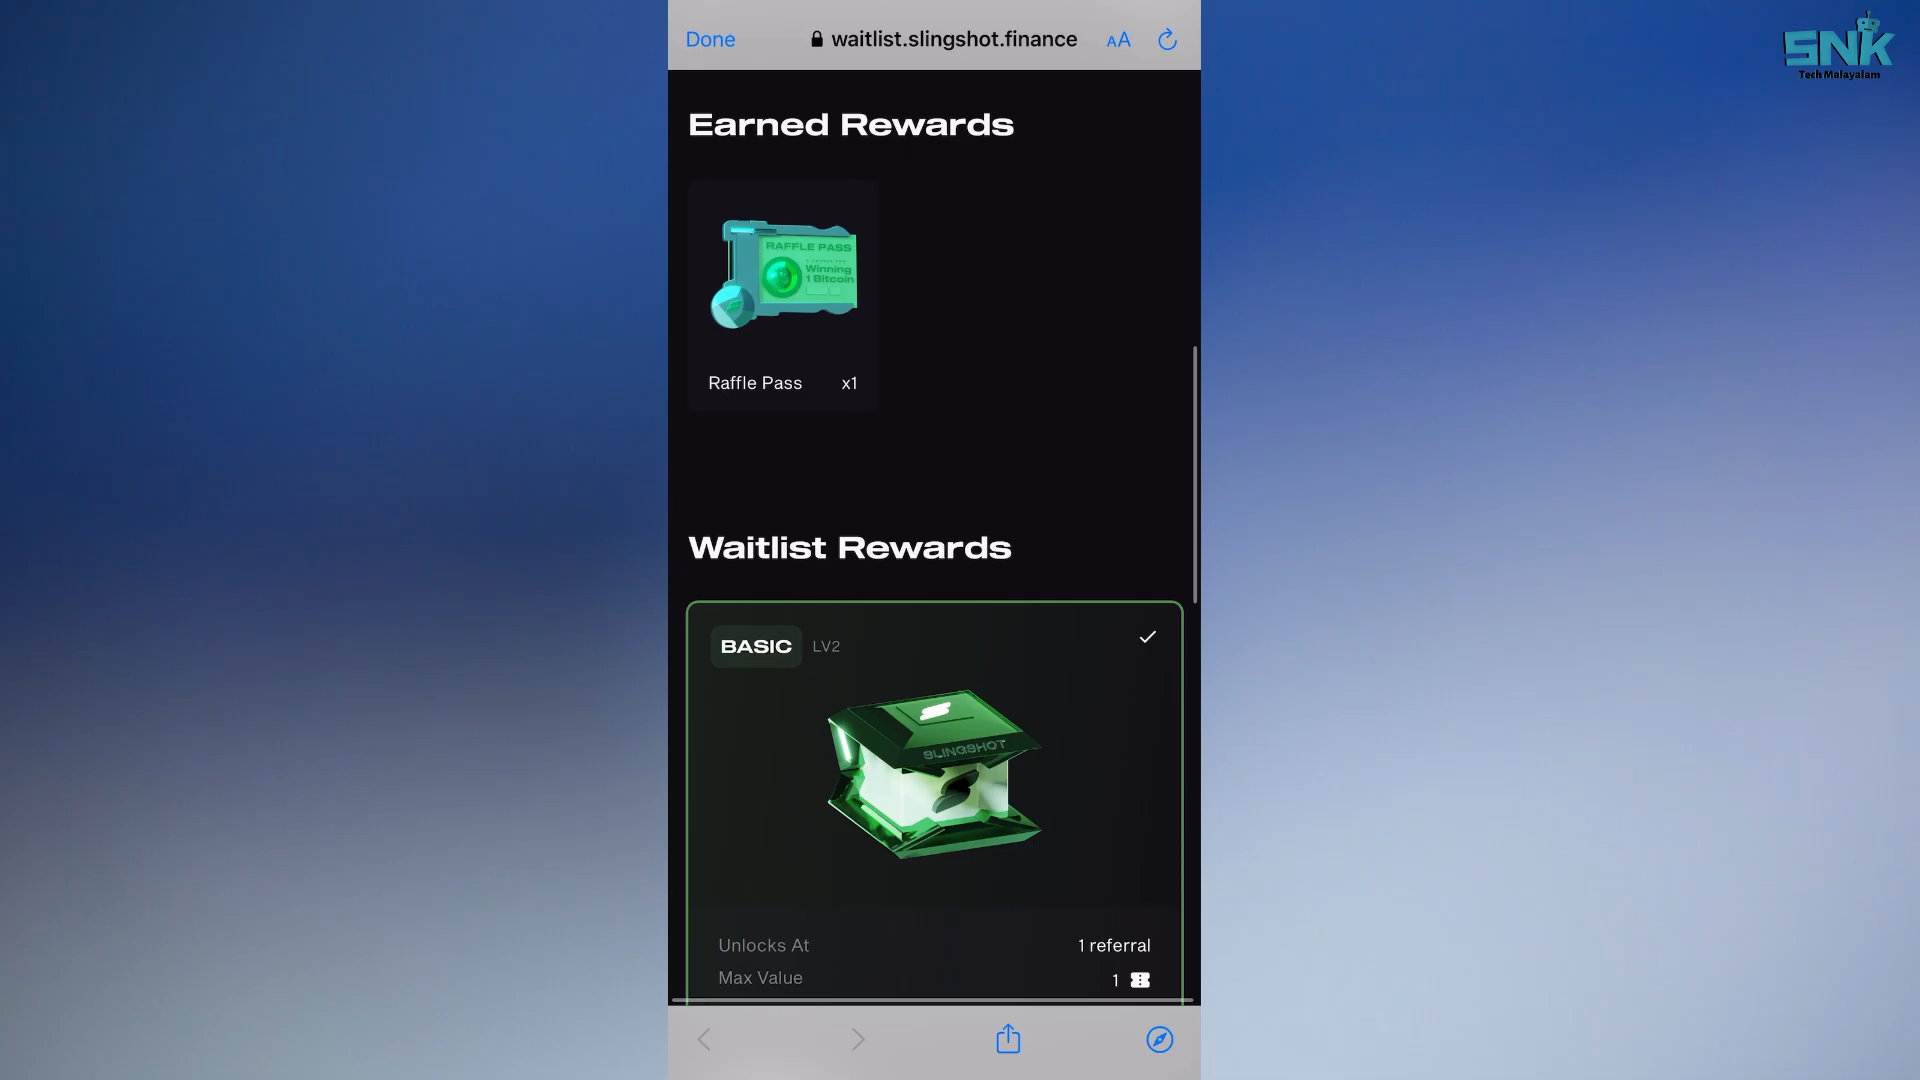 Done
waitlist.slingshot.finance
AA
SNK
Tech Malayalam
Earned Rewards
RAFFLE PASS
Winning
1 Bitcoin
Raffle Pass x1
Waitlist Rewards
BASIC LV2
SLINGSHOT
Unlocks At 1 referral
Max Value 1